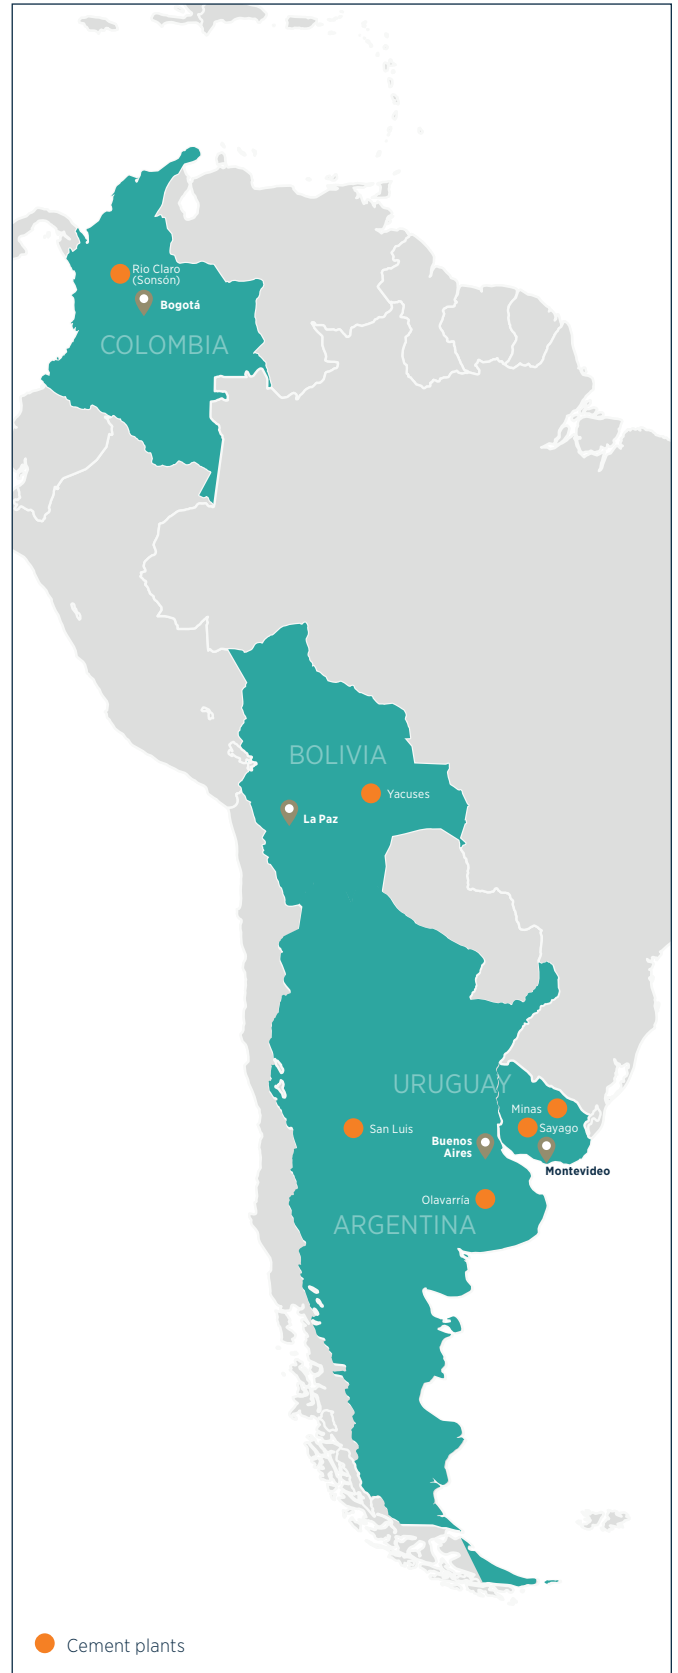 Rio Claro
(Sonsón)
Bogotá
COLOMBIA
BOLIVIA
Yacuses
La Paz
URUGUAY
Minas
Sayago
San Luis
Buenos
Aires
Montevideo
Olavarría
ARGENTINA
Cement plants